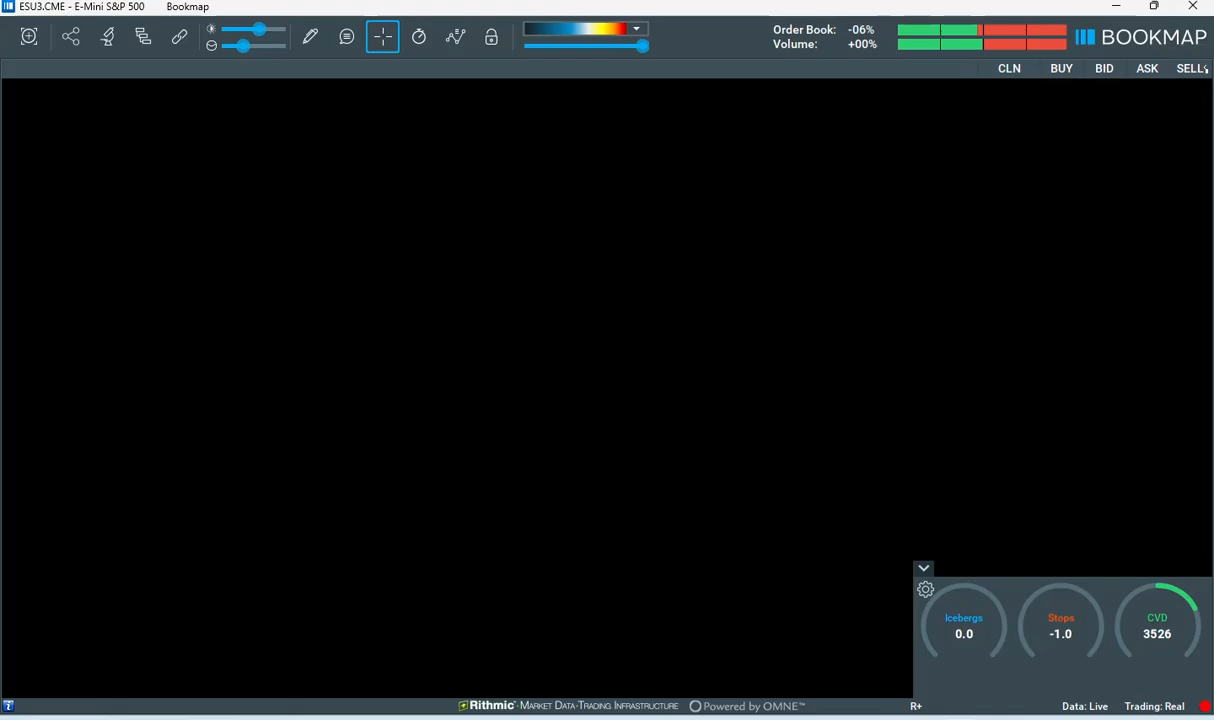 ESU3.CME - E-Mini S&P 500 Bookmap
Order Book: -06%
Volume: +00%
BOOKMAP
CLN BUY BID ASK SELL
Icebergs
0.0
Stops
-1.0
CVD
3526
Rithmic MARKET DATA·TRADING INFRASTRUCTURE Powered by OMNE™ R+ Data: Live Trading: Real